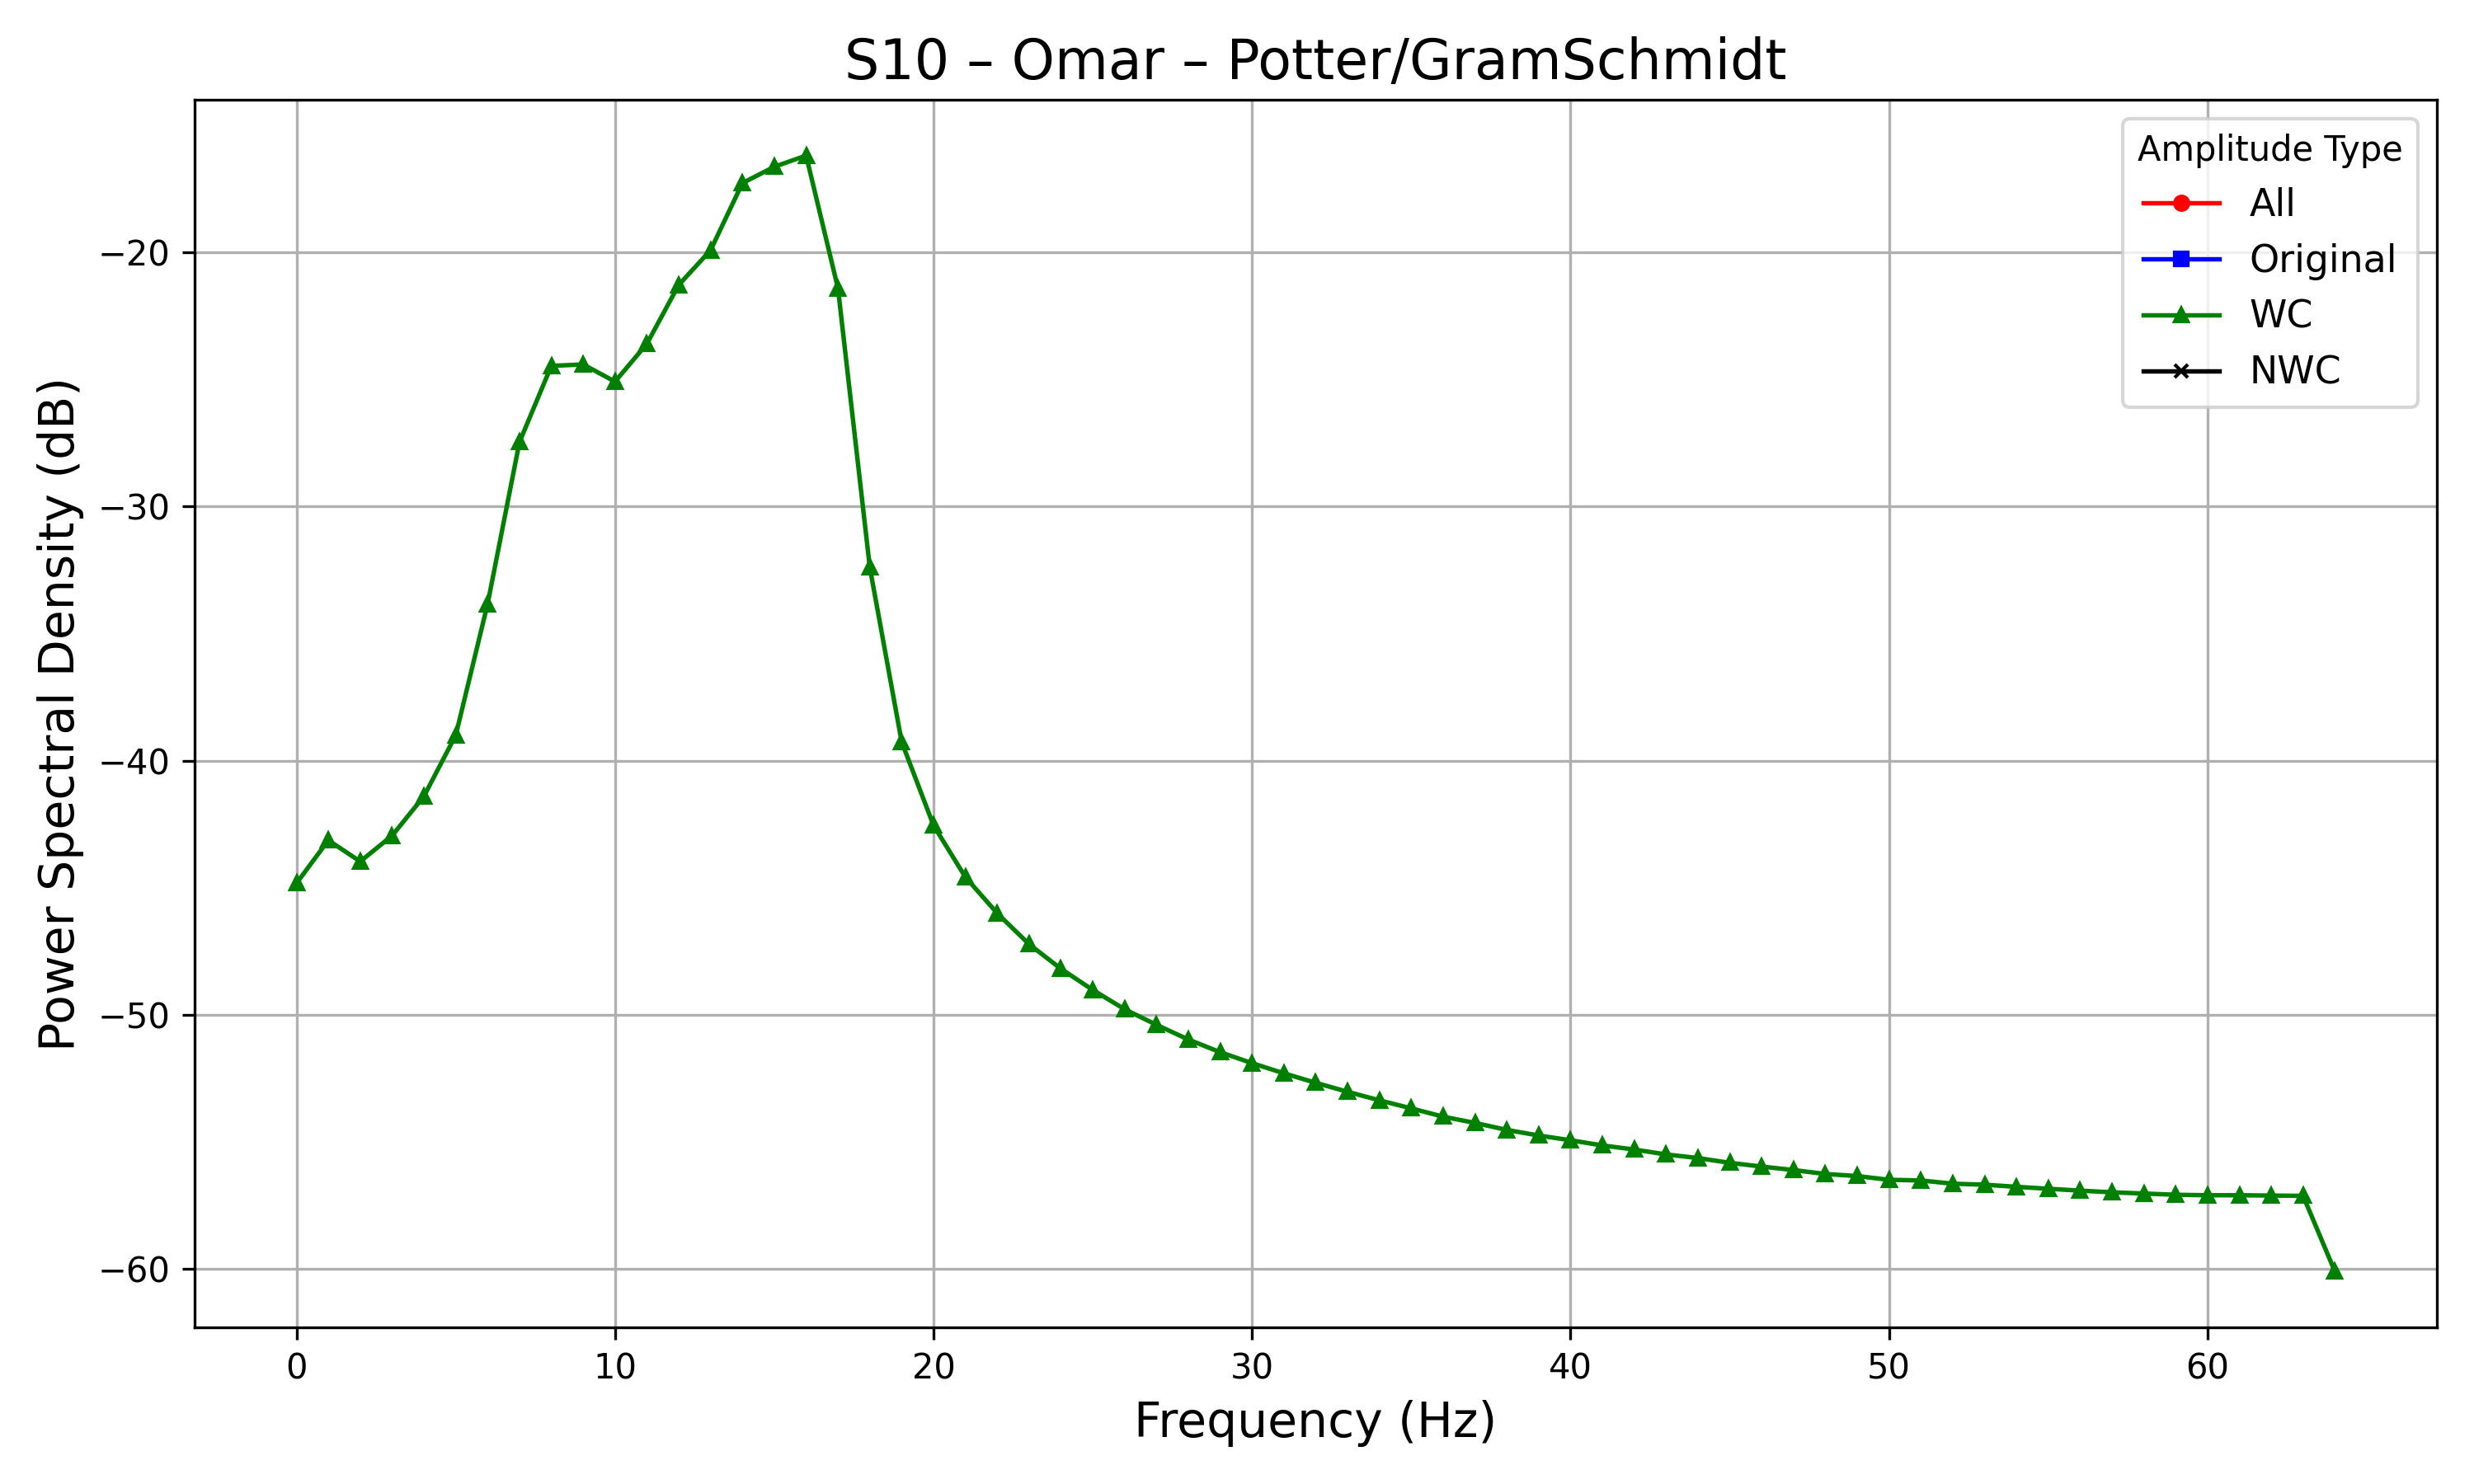 S10 – Omar – Potter/GramSchmidt
Amplitude Type
All
Original
WC
NWC
Power Spectral Density (dB)
−20
−30
−40
−50
−60
0 10 20 30 40 50 60
Frequency (Hz)